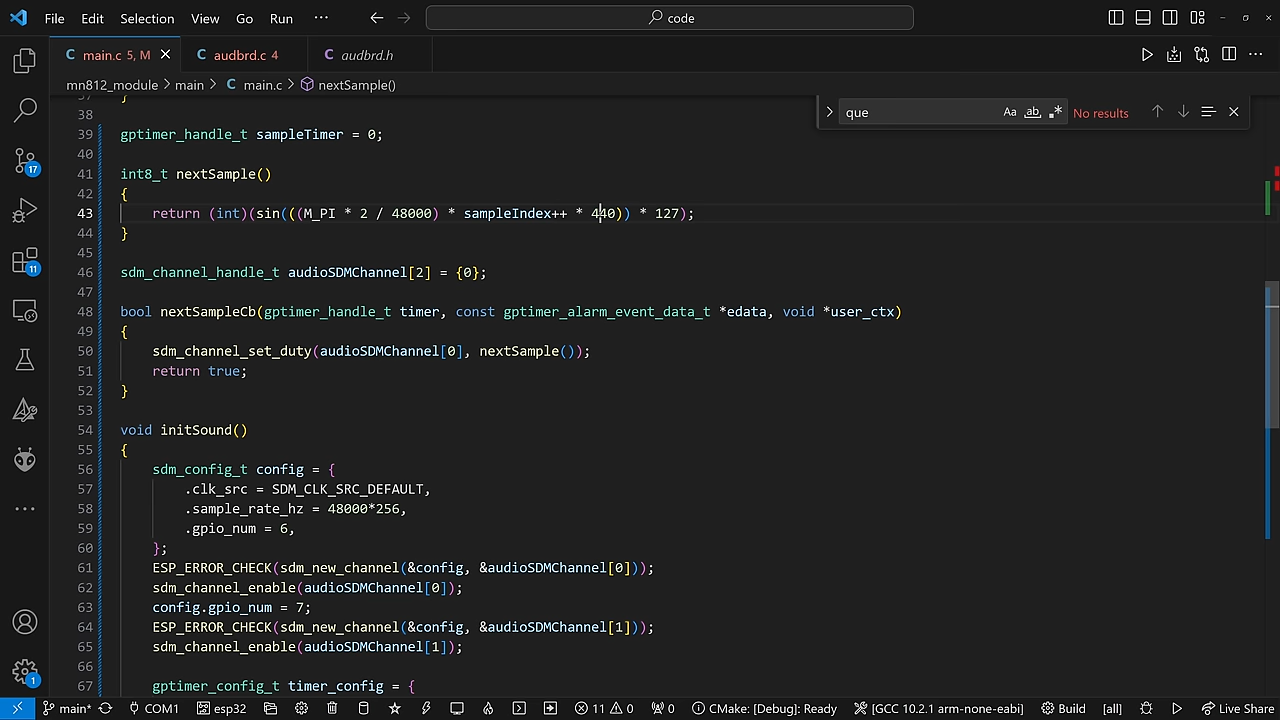 File Edit Selection View Go Run ··· code
main.c 5, M audbrd.c 4 audbrd.h
mn812_module > main > C main.c > nextSample()
que Aa ab .* No results
37 }
38
39 gptimer_handle_t sampleTimer = 0;
40
41 int8_t nextSample()
42 {
43 return (int)(sin(((M_PI * 2 / 48000) * sampleIndex++ * 440)) * 127);
44 }
45
46 sdm_channel_handle_t audioSDMChannel[2] = {0};
47
48 bool nextSampleCb(gptimer_handle_t timer, const gptimer_alarm_event_data_t *edata, void *user_ctx)
49 {
50 sdm_channel_set_duty(audioSDMChannel[0], nextSample());
51 return true;
52 }
53
54 void initSound()
55 {
56 sdm_config_t config = {
57 .clk_src = SDM_CLK_SRC_DEFAULT,
58 .sample_rate_hz = 48000*256,
59 .gpio_num = 6,
60 };
61 ESP_ERROR_CHECK(sdm_new_channel(&config, &audioSDMChannel[0]));
62 sdm_channel_enable(audioSDMChannel[0]);
63 config.gpio_num = 7;
64 ESP_ERROR_CHECK(sdm_new_channel(&config, &audioSDMChannel[1]));
65 sdm_channel_enable(audioSDMChannel[1]);
66
67 gptimer_config_t timer_config = {
17
11
1
main* COM1 esp32 11 0 0 CMake: [Debug]: Ready [GCC 10.2.1 arm-none-eabi] Build [all] Live Share